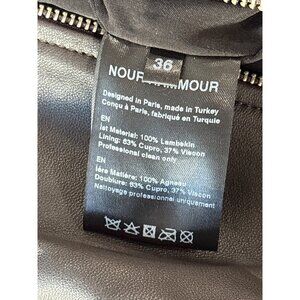 36
NOUR HAMMOUR
Designed in Paris, made in Turkey
Conçu à Paris, fabriqué en Turquie
EN
1st Material: 100% Lambskin
Lining: 63% Cupro, 37% Viscon
Professional clean only
EN
1ère Matière: 100% Agneau
Doublure: 63% Cupro, 37% Viscon
Nettoyage professionnel uniquement